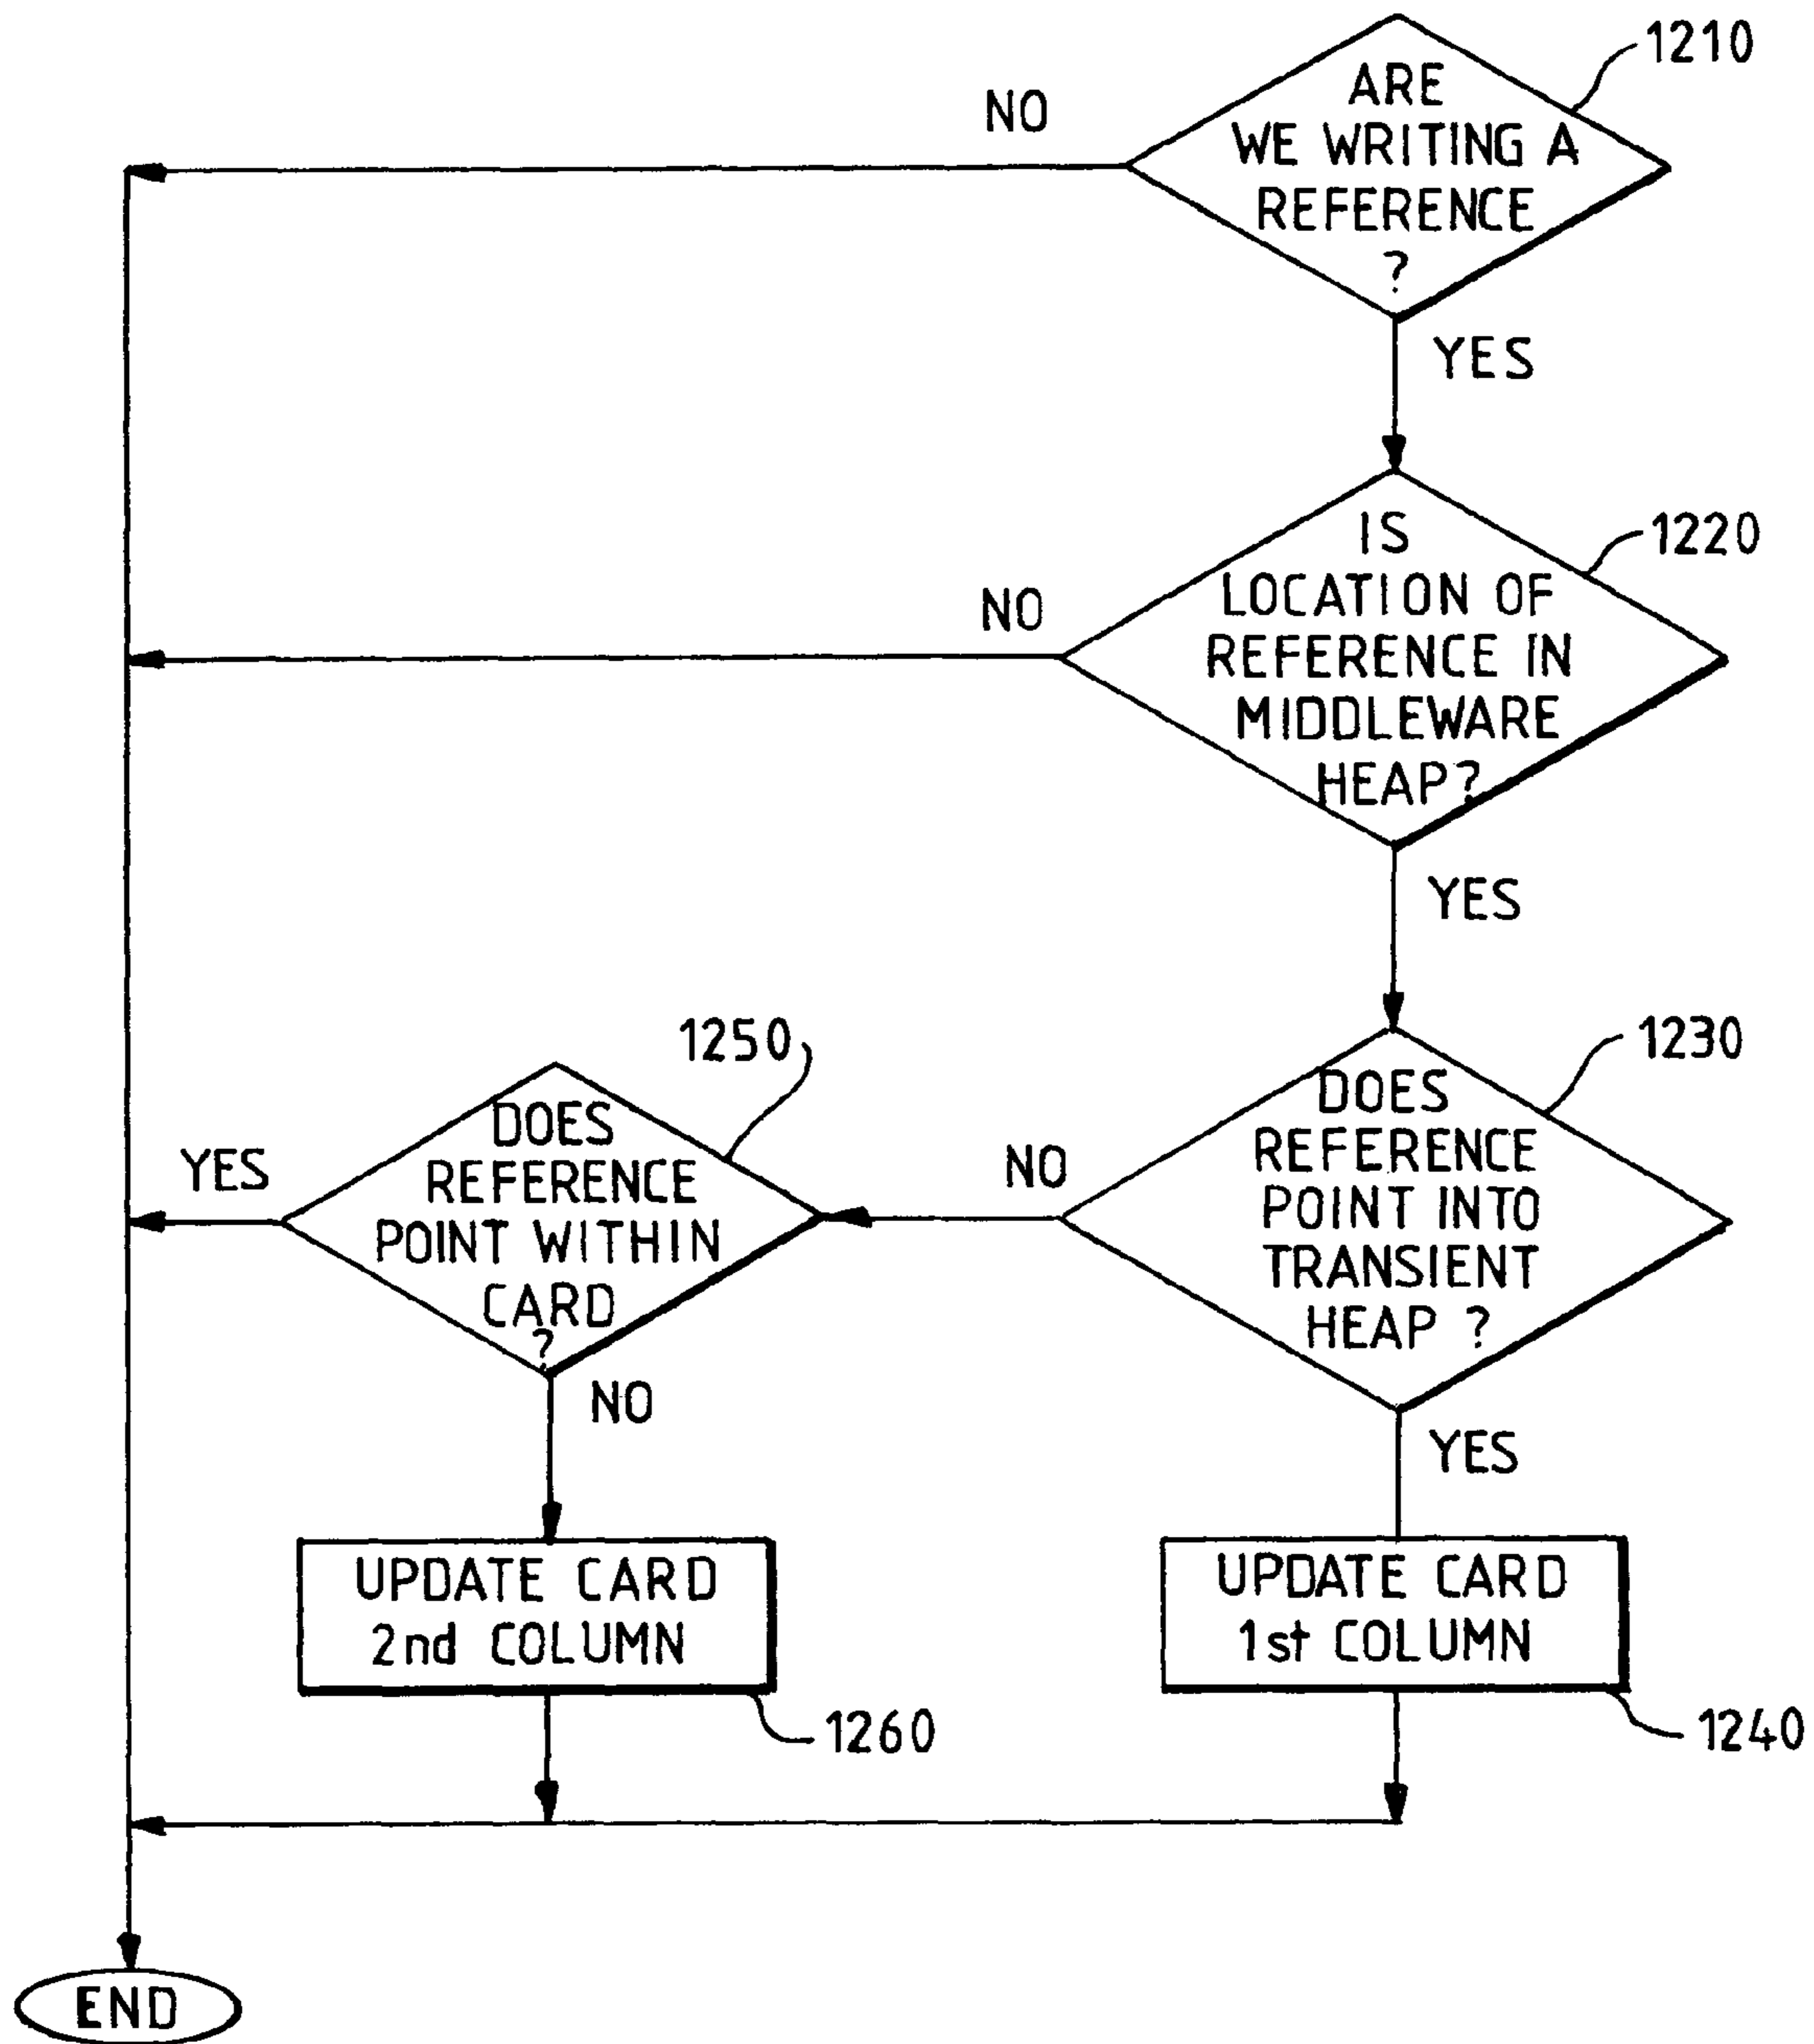 1210
ARE
WE WRITING A
REFERENCE
?
NO
YES
1220
IS
LOCATION OF
REFERENCE IN
MIDDLEWARE
HEAP?
NO
YES
1230
DOES
REFERENCE
POINT INTO
TRANSIENT
HEAP ?
NO
YES
1250
DOES
REFERENCE
POINT WITHIN
CARD
?
YES
NO
UPDATE CARD
2nd COLUMN
1260
UPDATE CARD
1st COLUMN
1240
END